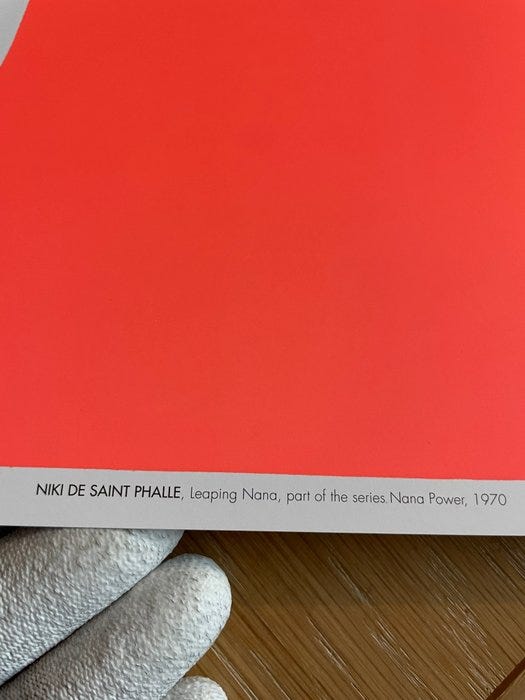 NIKI DE SAINT PHALLE, Leaping Nana, part of the series.Nana Power, 1970